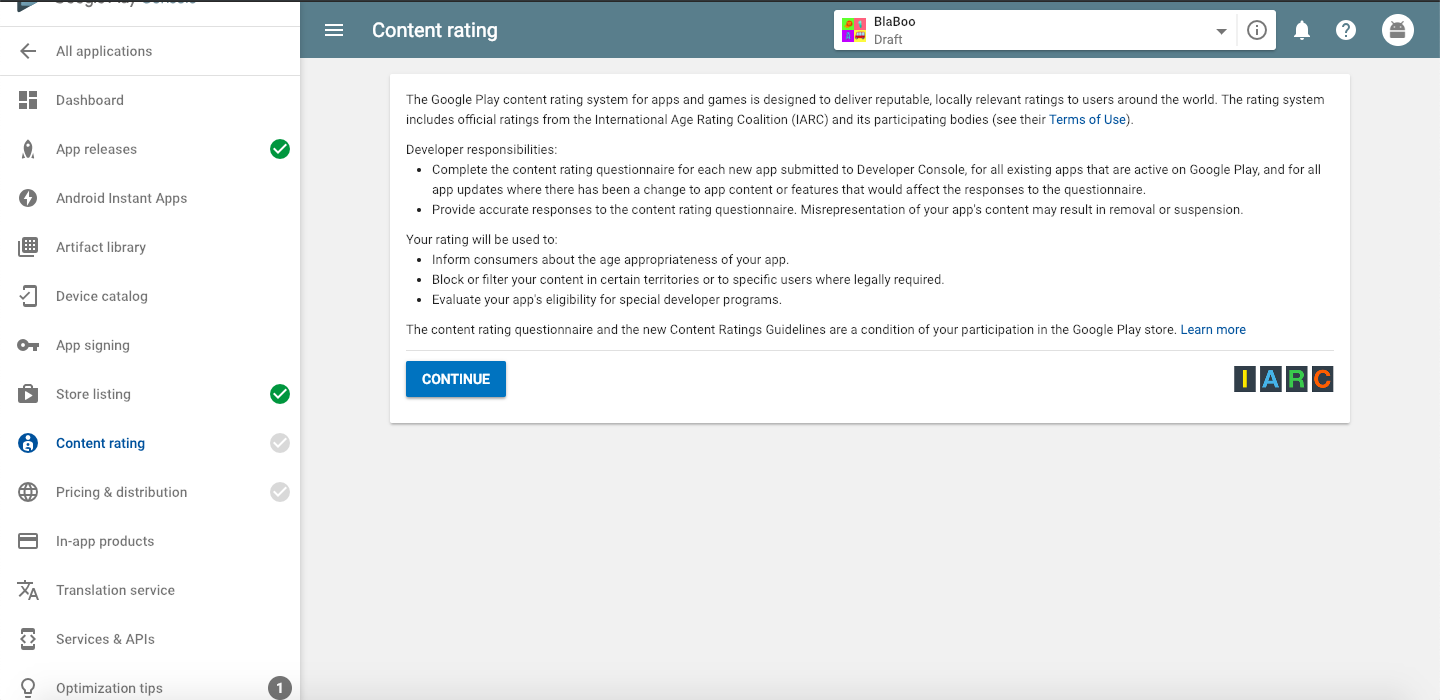 Google Play Console
All applications
Dashboard
App releases
Android Instant Apps
Artifact library
Device catalog
App signing
Store listing
Content rating
Pricing & distribution
In-app products
Translation service
Services & APIs
Optimization tips
1
Content rating
BlaBoo
Draft
The Google Play content rating system for apps and games is designed to deliver reputable, locally relevant ratings to users around the world. The rating system
includes official ratings from the International Age Rating Coalition (IARC) and its participating bodies (see their Terms of Use).
Developer responsibilities:
• Complete the content rating questionnaire for each new app submitted to Developer Console, for all existing apps that are active on Google Play, and for all
app updates where there has been a change to app content or features that would affect the responses to the questionnaire.
• Provide accurate responses to the content rating questionnaire. Misrepresentation of your app's content may result in removal or suspension.
Your rating will be used to:
• Inform consumers about the age appropriateness of your app.
• Block or filter your content in certain territories or to specific users where legally required.
• Evaluate your app's eligibility for special developer programs.
The content rating questionnaire and the new Content Ratings Guidelines are a condition of your participation in the Google Play store. Learn more
CONTINUE
IARC